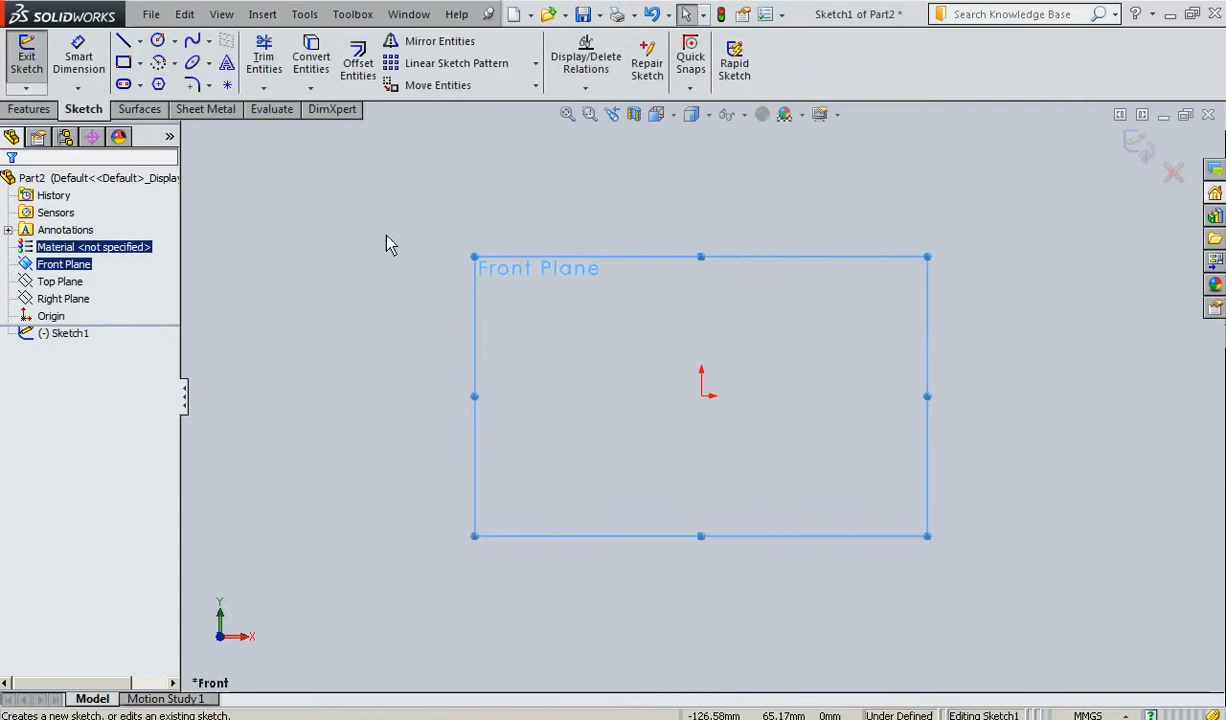 SOLIDWORKS
File Edit View Insert Tools Toolbox Window Help
Sketch1 of Part2 *
Search Knowledge Base
Exit Sketch
Smart Dimension
Trim Entities
Convert Entities
Offset Entities
Mirror Entities
Linear Sketch Pattern
Move Entities
Display/Delete Relations
Repair Sketch
Quick Snaps
Rapid Sketch
Features Sketch Surfaces Sheet Metal Evaluate DimXpert
Part2 (Default<<Default>_Display
History
Sensors
Annotations
Material <not specified>
Front Plane
Top Plane
Right Plane
Origin
(-) Sketch1
Front Plane
Y
X
*Front
Model Motion Study 1
Creates a new sketch, or edits an existing sketch.
-126.58mm 65.17mm 0mm Under Defined Editing Sketch1 MMGS